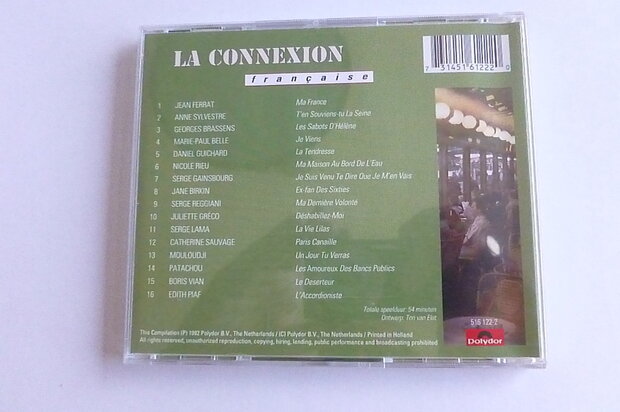 LA CONNEXION
française
7 31451 61222 0
1 JEAN FERRAT Ma France
2 ANNE SYLVESTRE T'en Souviens-tu La Seine
3 GEORGES BRASSENS Les Sabots D'Hélène
4 MARIE-PAUL BELLE Je Viens
5 DANIEL GUICHARD La Tendresse
6 NICOLE RIEU Ma Maison Au Bord De L'Eau
7 SERGE GAINSBOURG Je Suis Venu Te Dire Que Je M'en Vais
8 JANE BIRKIN Ex-fan Des Sixties
9 SERGE REGGIANI Ma Dernière Volonté
10 JULIETTE GRÉCO Déshabillez-Moi
11 SERGE LAMA La Vie Lilas
12 CATHERINE SAUVAGE Paris Canaille
13 MOULOUDJI Un Jour Tu Verras
14 PATACHOU Les Amoureux Des Bancs Publics
15 BORIS VIAN Le Deserteur
16 EDITH PIAF L'Accordioniste
Totale speelduur: 54 minuten
Ontwerp: Ton van Elst
516 122-2
Polydor
This Compilation (P) 1992 Polydor B.V., The Netherlands / (C) Polydor B.V., The Netherlands / Printed in Holland
All rights reserved, unauthorized reproduction, copying, hiring, lending, public performance and broadcasting prohibited